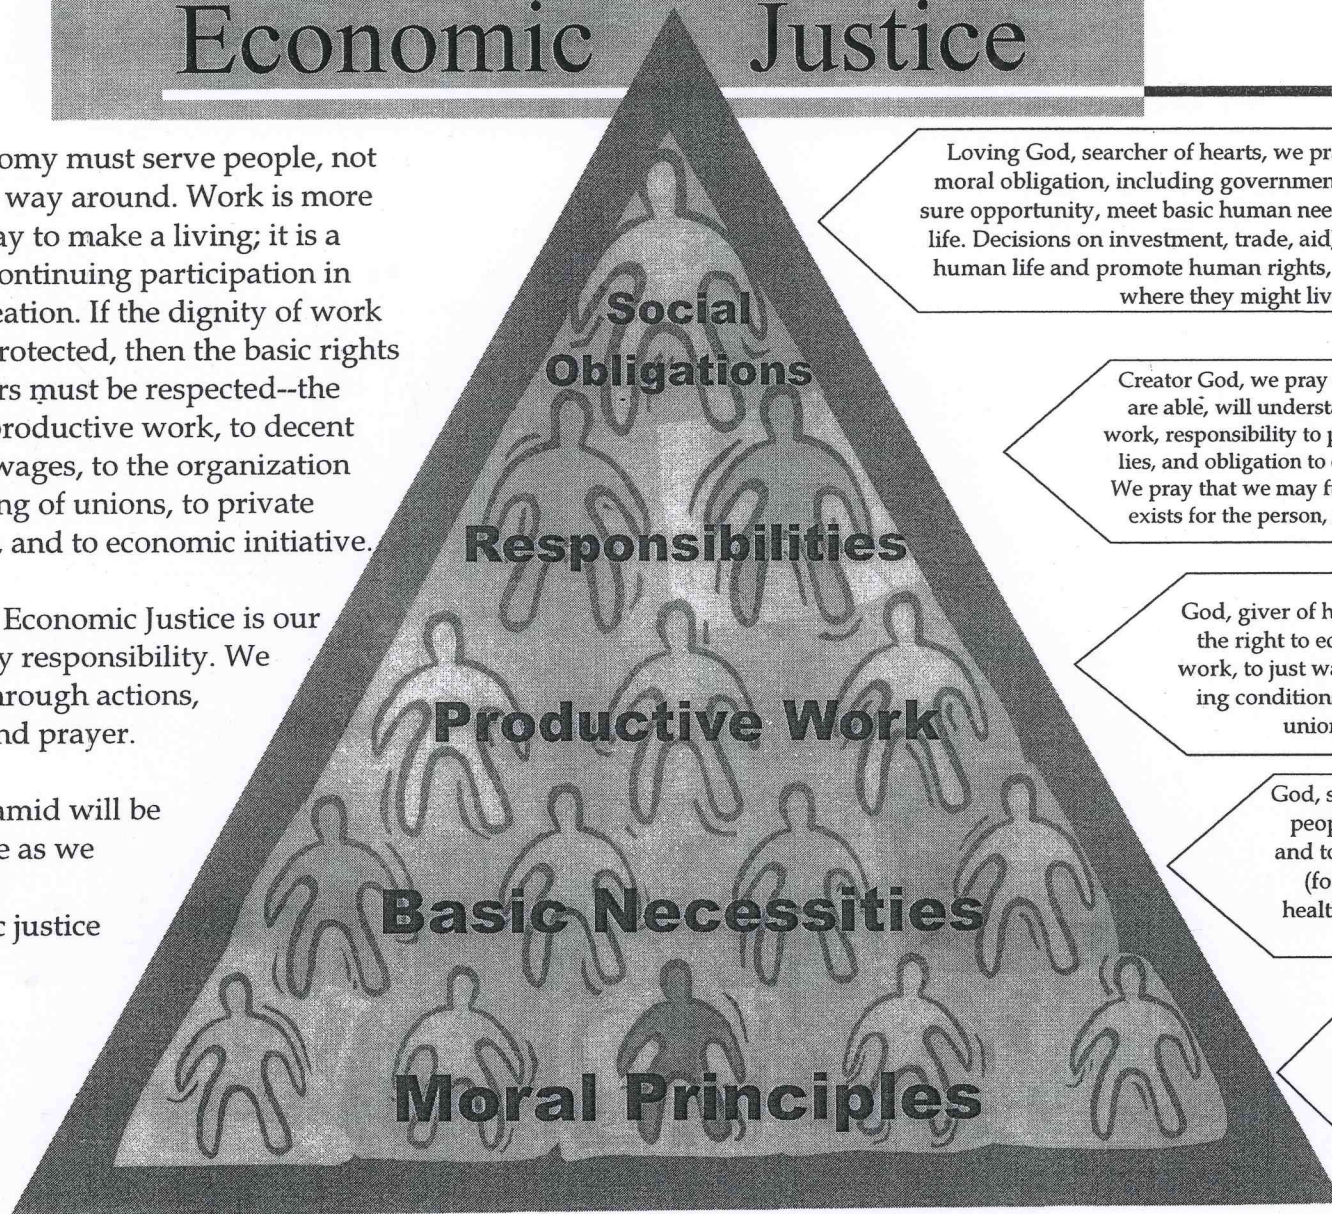 Economic Justice
omy must serve people, not
way around. Work is more
ay to make a living; it is a
ontinuing participation in
eation. If the dignity of work
rotected, then the basic rights
rs must be respected--the
productive work, to decent
wages, to the organization
ng of unions, to private
, and to economic initiative.
Economic Justice is our
y responsibility. We
hrough actions,
nd prayer.
amid will be
e as we
c justice
Social
Obligations
Responsibilities
Productive Work
Basic Necessities
Moral Principles
Loving God, searcher of hearts, we pr
moral obligation, including governmen
sure opportunity, meet basic human nee
life. Decisions on investment, trade, aid
human life and promote human rights,
where they might liv
Creator God, we pray
are able, will underst
work, responsibility to p
lies, and obligation to
We pray that we may f
exists for the person,
God, giver of h
the right to ec
work, to just wa
ing condition
union
God, s
peop
and to
(fo
healt